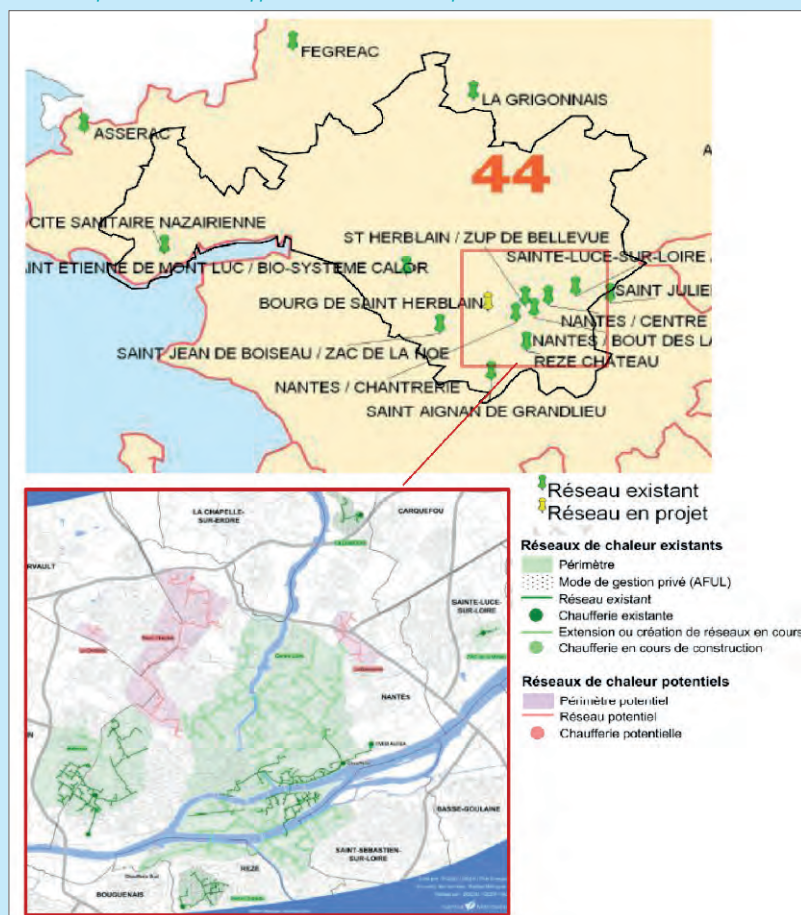 FEGREAC
LA GRIGONNAIS
ASSERAC
44
CITE SANITAIRE NAZAIRIENNE
ST HERBLAIN / ZUP DE BELLEVUE
SAINTE-LUCE-SUR-LOIRE
AINT ETIENNE DE MONT LUC / BIO-SYSTEME CALOR
BOURG DE SAINT HERBLAIN
SAINT JULIE
NANTES / CENTRE
NANTES / BOUT DES LA
SAINT JEAN DE BOISEAU / ZAC DE LA NOE
REZE CHÂTEAU
NANTES / CHANTRERIE
SAINT AIGNAN DE GRANDLIEU
Réseau existant
Réseau en projet
Réseaux de chaleur existants
Périmètre
Mode de gestion privé (AFUL)
Réseau existant
Chaufferie existante
Extension ou création de réseaux en cours
Chaufferie en cours de construction
Réseaux de chaleur potentiels
Périmètre potentiel
Réseau potentiel
Chaufferie potentielle
LA CHAPELLE
SUR-ERDRE
CARQUEFOU
RVAULT
SAINTE-LUCE
SUR-LOIRE
NANTES
BASSE-GOULAINE
SAINT-SEBASTIEN
SUR-LOIRE
REZÉ
BOUGUENAIS